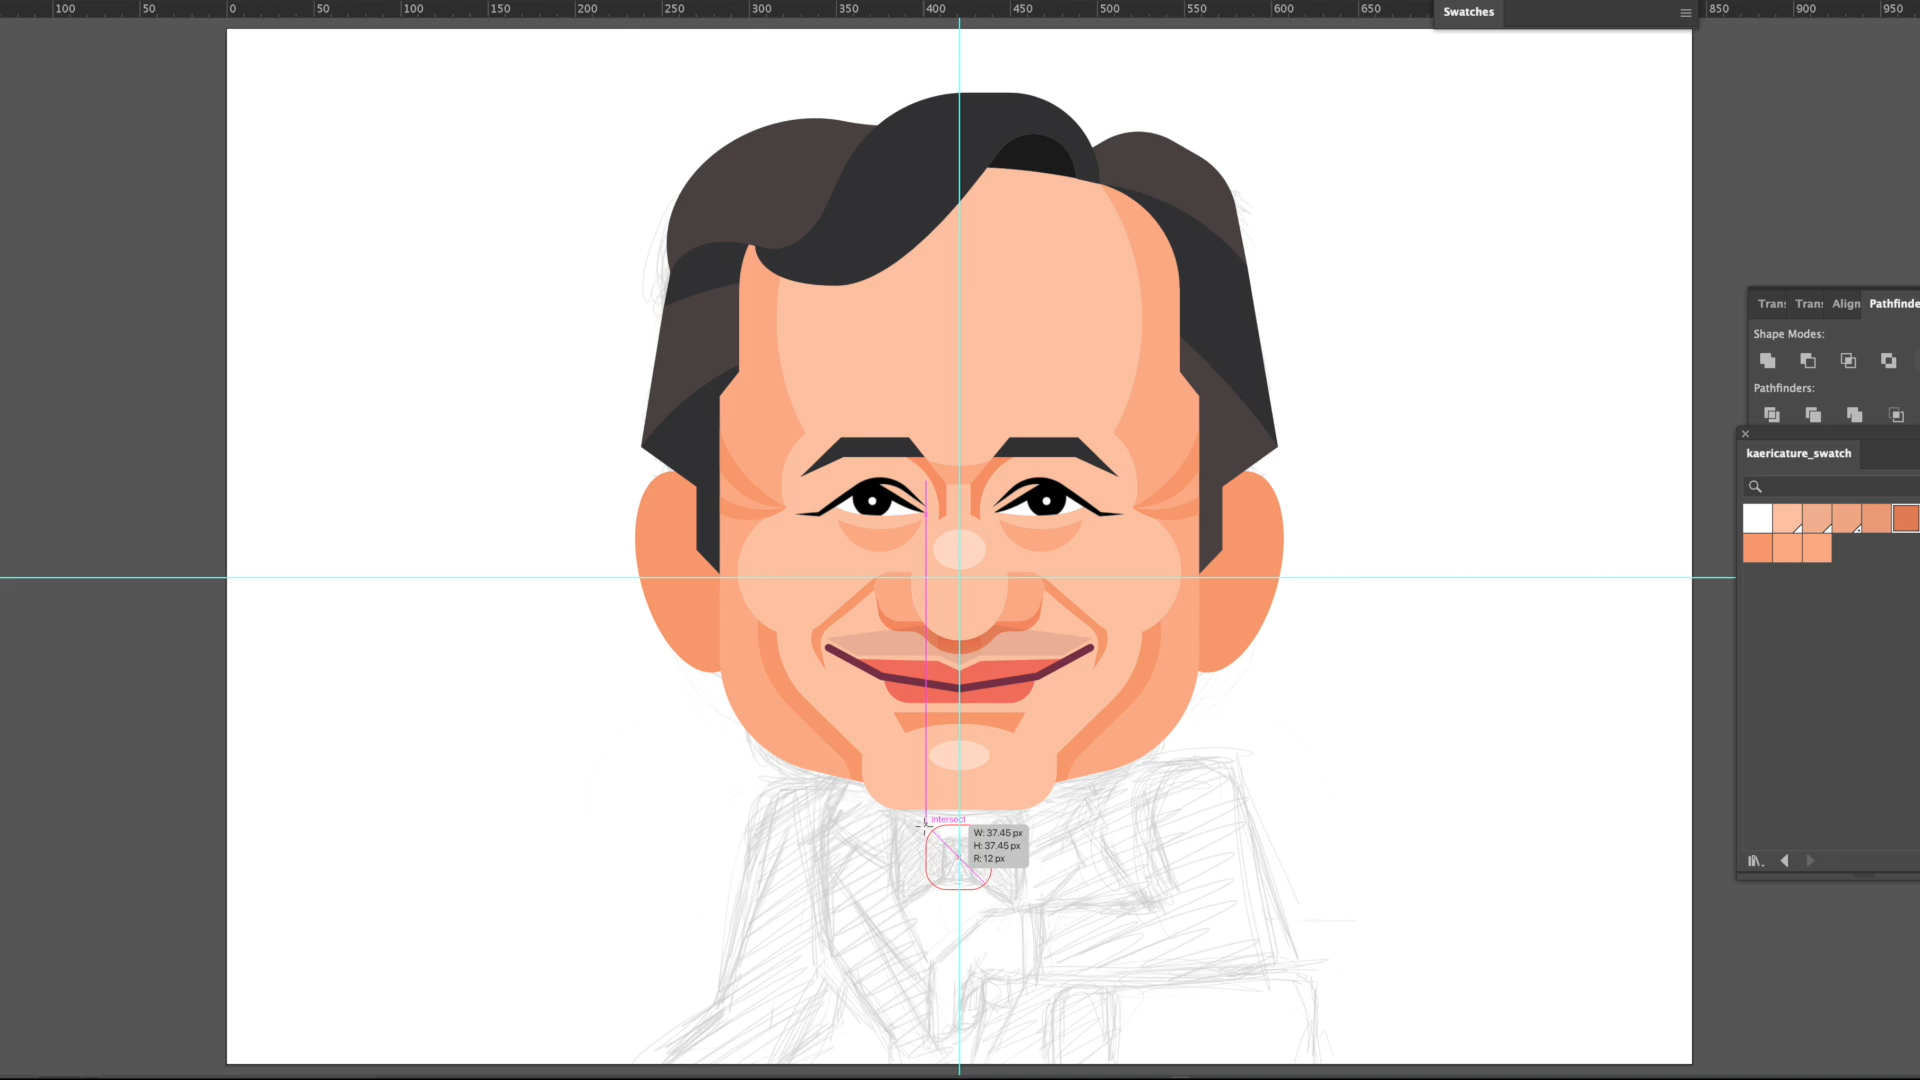 100 50 0 50 100 150 200 250 300 350 400 450 500 550 600 650 850 900 950
Swatches
Tran: Tran: Align Pathfinde
Shape Modes:
Pathfinders:
kaericature_swatch
Intersect
W: 37.45 px
H: 37.45 px
R: 12 px